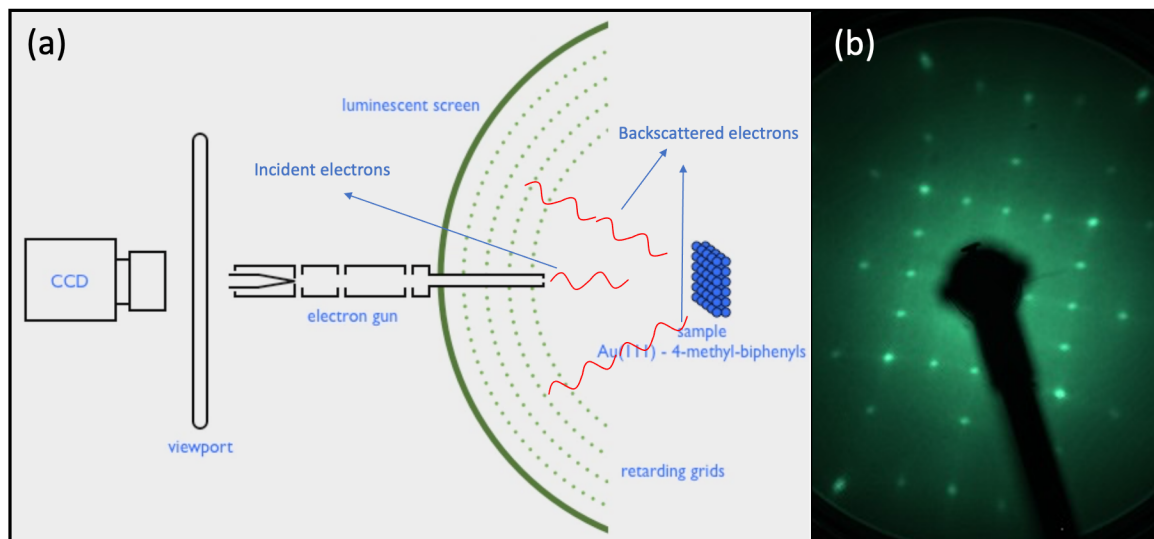 (a)
(b)
luminescent screen
Backscattered electrons
Incident electrons
CCD
electron gun
sample
Au(111) - 4-methyl-biphenyls
viewport
retarding grids